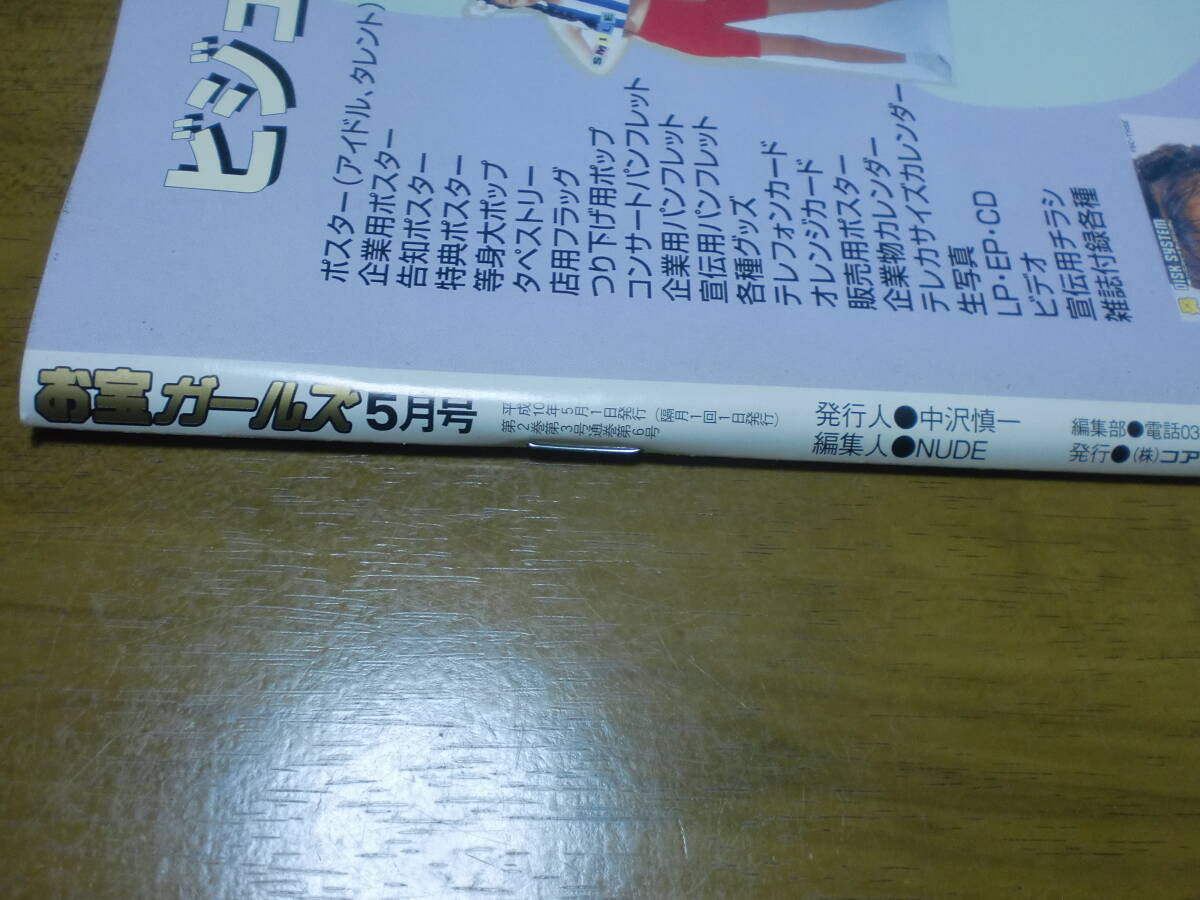 ビジュ
SMILE
ポスター(アイドル、タレント)
企業用ポスター
告知ポスター
特典ポスター
等身大ポップ
タペストリー
店用フラッグ
つり下げ用ポップ
コンサートパンフレット
企業用パンフレット
宣伝用パンフレット
各種グッズ
テレフォンカード
オレンジカード
販売用ポスター
企業物カレンダー
テレカサイズカレンダー
生写真
LP・EP・CD
ビデオ
宣伝用チラシ
雑誌付録各種
DISK SYSTEM
お宝ガールズ5月号
平成10年5月1日発行(隔月1回1日発行)
第2巻第3号通巻第6号
発行人●中沢慎一
編集人●NUDE
編集部●電話03
発行●(株)コア